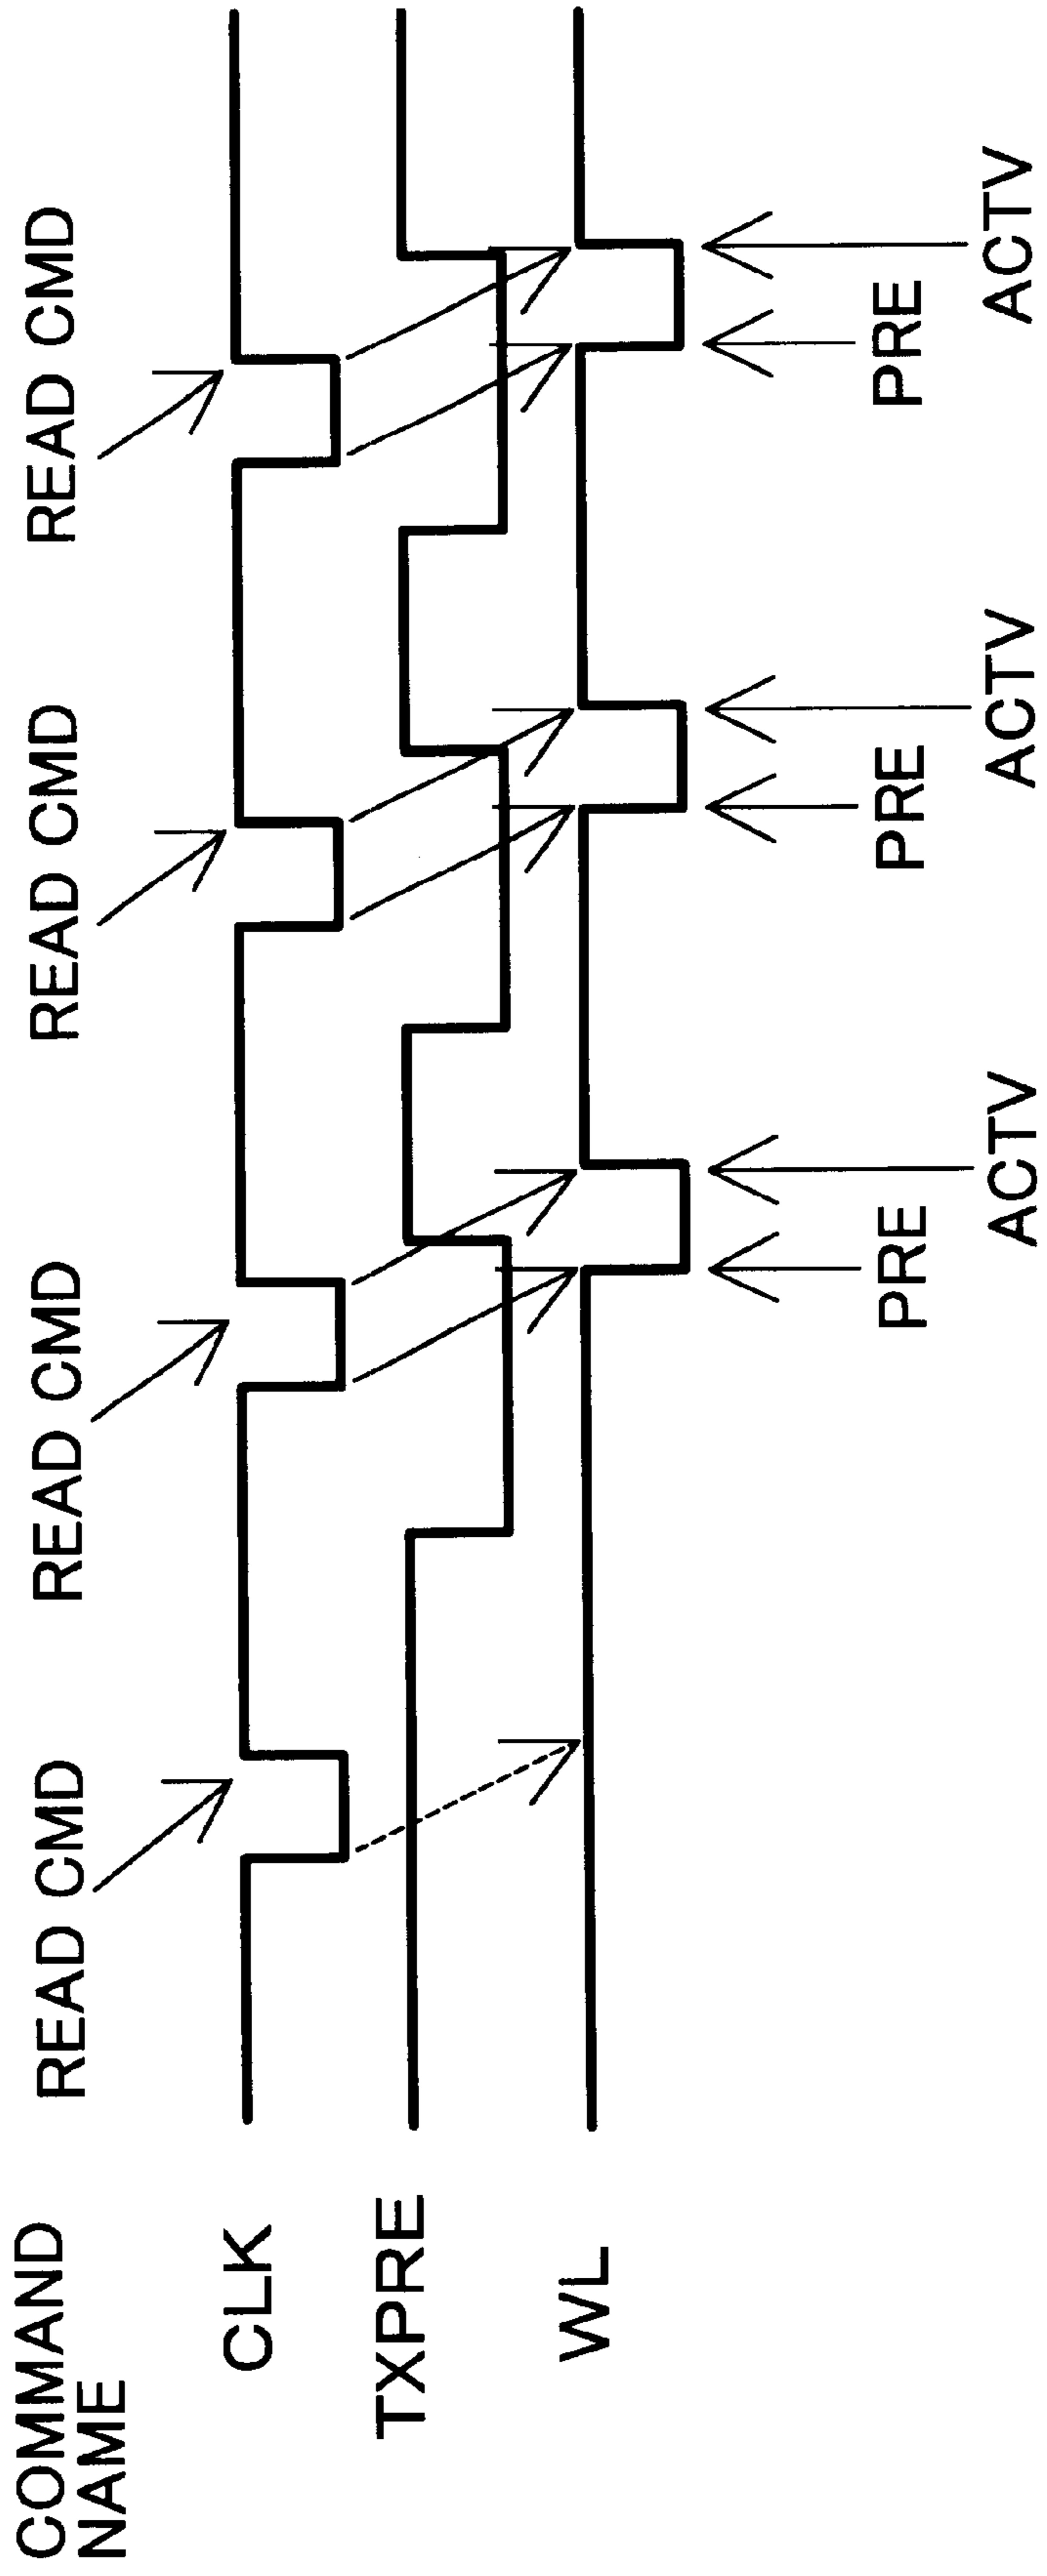 COMMAND
NAME
READ CMD
READ CMD
READ CMD
READ CMD
CLK
TXPRE
WL
PRE
PRE
PRE
ACTV
ACTV
ACTV